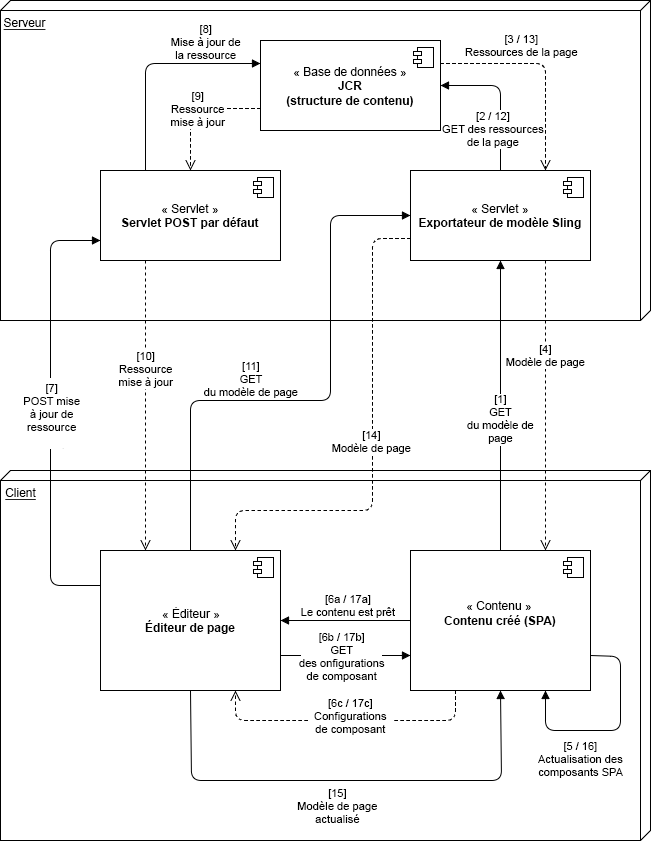 Serveur
[8]
Mise à jour de
la ressource
« Base de données »
JCR
(structure de contenu)
[3 / 13]
Ressources de la page
[9]
Ressource
mise à jour
[2 / 12]
GET des ressources
de la page
« Servlet »
Servlet POST par défaut
« Servlet »
Exportateur de modèle Sling
[7]
POST mise
à jour de
ressource
[10]
Ressource
mise à jour
[11]
GET
du modèle de page
[14]
Modèle de page
[1]
GET
du modèle de
page
[4]
Modèle de page
Client
« Éditeur »
Éditeur de page
[6a / 17a]
Le contenu est prêt
[6b / 17b]
GET
des onfigurations
de composant
[6c / 17c]
Configurations
de composant
« Contenu »
Contenu créé (SPA)
[5 / 16]
Actualisation des
composants SPA
[15]
Modèle de page
actualisé